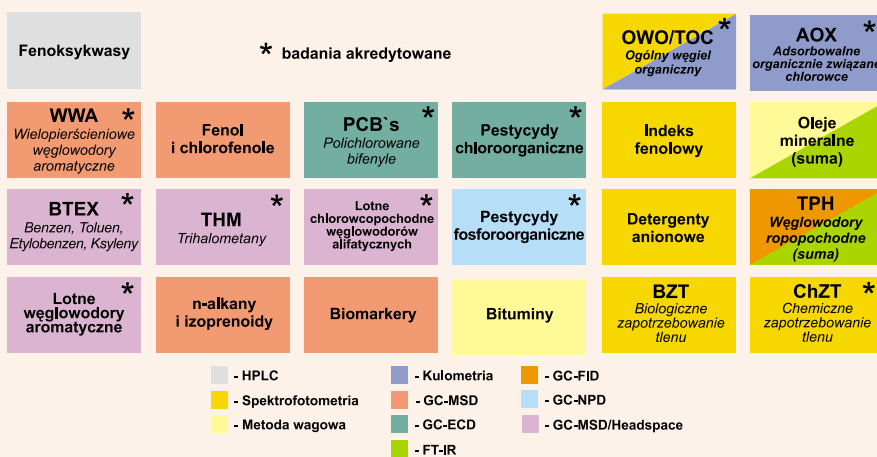 Fenoksykwasy
* badania akredytowane
OWO/TOC *
Ogólny węgiel
organiczny
AOX *
Adsorbowalne
organicznie związane
chlorowce
WWA *
Wielopierścieniowe
węglowodory
aromatyczne
Fenol
i chlorofenole
PCB`s *
Polichlorowane
bifenyle
Pestycydy *
chloroorganiczne
Indeks
fenolowy
Oleje
mineralne
(suma)
BTEX *
Benzen, Toluen,
Etylobenzen, Ksyleny
THM *
Trihalometany
Lotne *
chlorowcopochodne
węglowodorów
alifatycznych
Pestycydy *
fosforoorganiczne
Detergenty
anionowe
TPH *
Węglowodory
ropopochodne
(suma)
Lotne *
węglowodory
aromatyczne
n-alkany
i izoprenoidy
Biomarkery
Bituminy
BZT
Biologiczne
zapotrzebowanie
tlenu
ChZT *
Chemiczne
zapotrzebowanie
tlenu
- HPLC
- Spektrofotometria
- Metoda wagowa
- Kulometria
- GC-MSD
- GC-ECD
- FT-IR
- GC-FID
- GC-NPD
- GC-MSD/Headspace